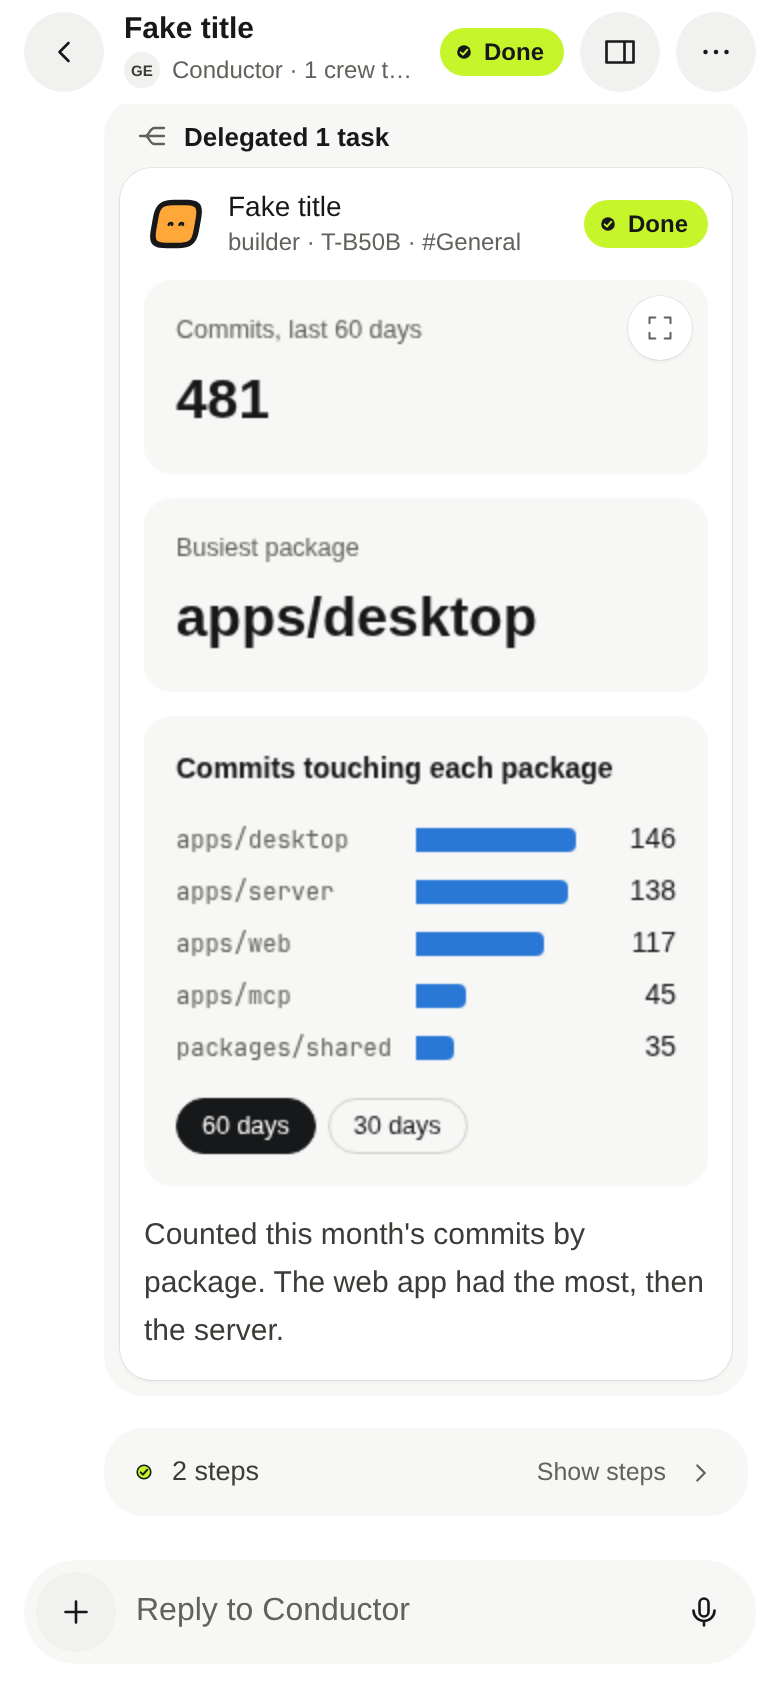 Fake title
GE Conductor · 1 crew t...
Done
Delegated 1 task
Fake title
builder · T-B50B · #General
Done
Commits, last 60 days
481
Busiest package
apps/desktop
Commits touching each package
apps/desktop 146
apps/server 138
apps/web 117
apps/mcp 45
packages/shared 35
60 days 30 days
Counted this month's commits by
package. The web app had the most, then
the server.
2 steps Show steps
Reply to Conductor